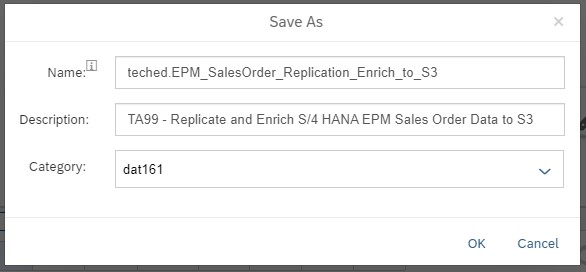 Save As
×
Name: i
teched.EPM_SalesOrder_Replication_Enrich_to_S3
Description:
TA99 - Replicate and Enrich S/4 HANA EPM Sales Order Data to S3
Category:
dat161
OK Cancel